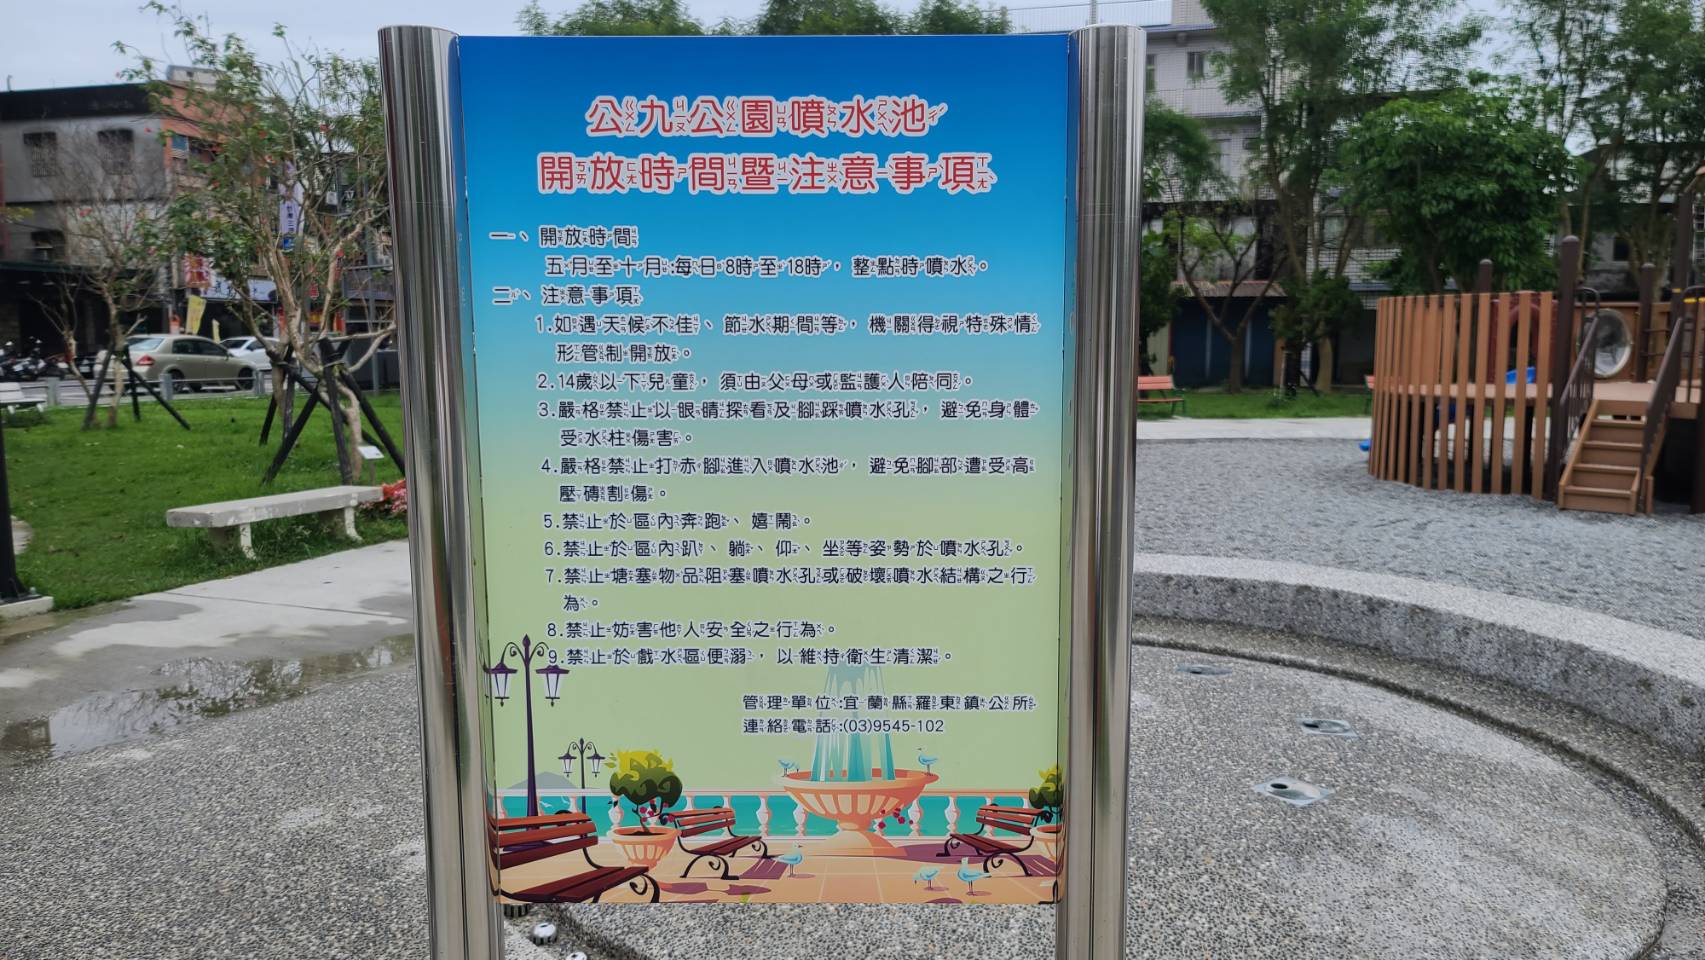 公九公園噴水池
開放時間暨注意事項
一、開放時間
五月至十月:每日8時至18時，整點時噴水。
二、注意事項
1.如遇天候不佳、節水期間等，機關得視特殊情
形管制開放。
2.14歲以下兒童，須由父母或監護人陪同。
3.嚴格禁止以眼睛探看及腳踩噴水孔，避免身體
受水柱傷害。
4.嚴格禁止打赤腳進入噴水池，避免腳部遭受高
壓磚割傷。
5.禁止於區內奔跑、嬉鬧。
6.禁止於區內趴、躺、仰、坐等姿勢於噴水孔。
7.禁止塘塞物品阻塞噴水孔或破壞噴水結構之行
為。
8.禁止妨害他人安全之行為。
9.禁止於戲水區便溺，以維持衛生清潔。
管理單位:宜蘭縣羅東鎮公所
連絡電話:(03)9545-102